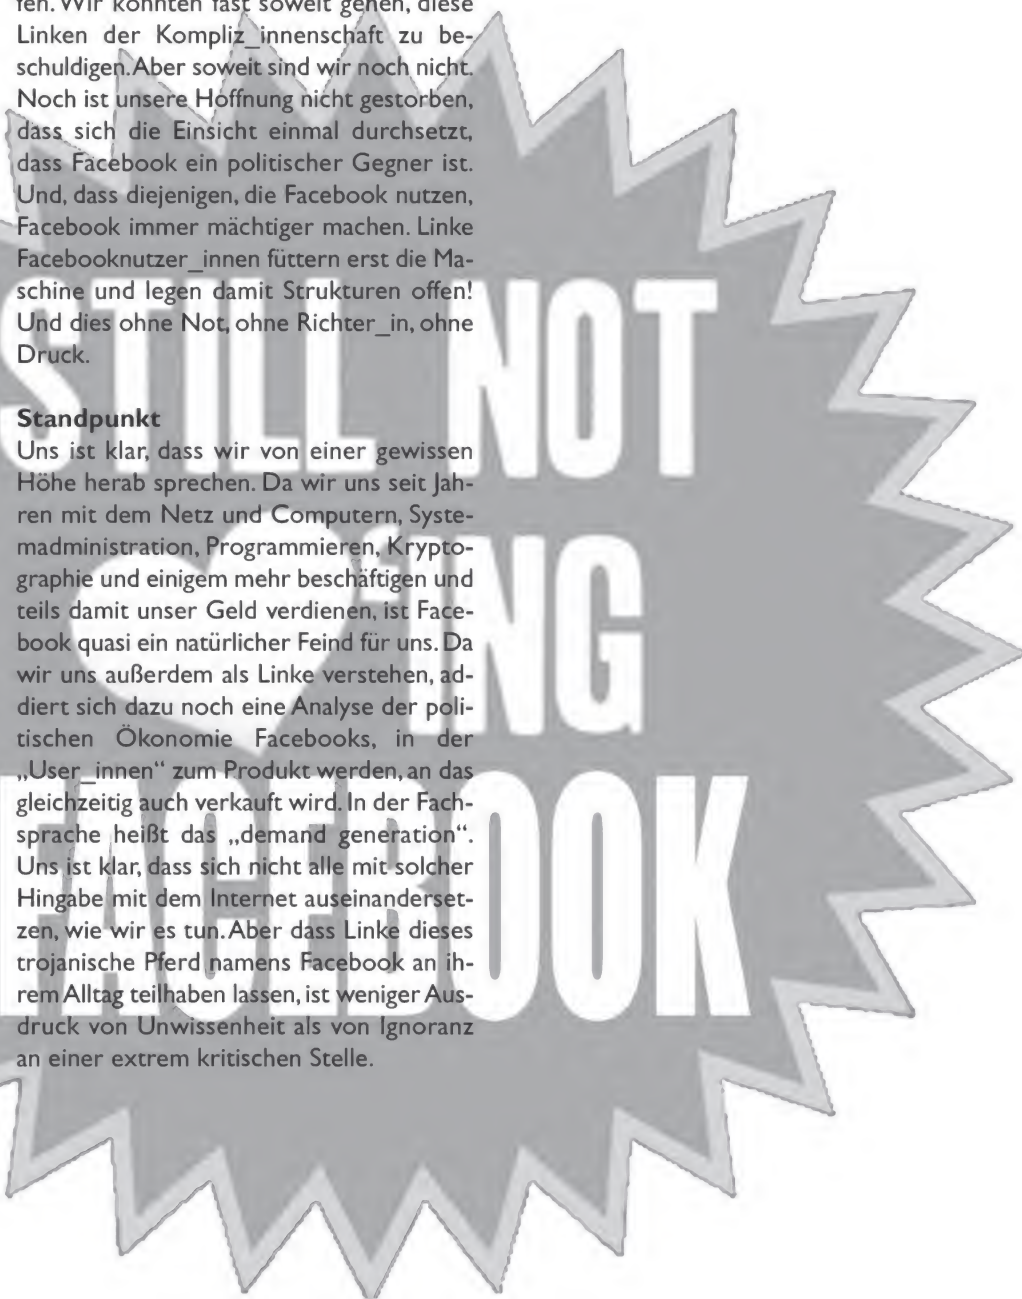 fen. Wir könnten fast soweit gehen, diese
Linken der Kompliz_innenschaft zu be-
schuldigen. Aber soweit sind wir noch nicht.
Noch ist unsere Hoffnung nicht gestorben,
dass sich die Einsicht einmal durchsetzt,
dass Facebook ein politischer Gegner ist.
Und, dass diejenigen, die Facebook nutzen,
Facebook immer mächtiger machen. Linke
Facebooknutzer_innen füttern erst die Ma-
schine und legen damit Strukturen offen!
Und dies ohne Not, ohne Richter_in, ohne
Druck.
Standpunkt
Uns ist klar, dass wir von einer gewissen
Höhe herab sprechen. Da wir uns seit Jah-
ren mit dem Netz und Computern, Syste-
madministration, Programmieren, Krypto-
graphie und einigem mehr beschäftigen und
teils damit unser Geld verdienen, ist Face-
book quasi ein natürlicher Feind für uns. Da
wir uns außerdem als Linke verstehen, ad-
diert sich dazu noch eine Analyse der poli-
tischen Ökonomie Facebooks, in der
„User_innen“ zum Produkt werden, an das
gleichzeitig auch verkauft wird. In der Fach-
sprache heißt das „demand generation“.
Uns ist klar, dass sich nicht alle mit solcher
Hingabe mit dem Internet auseinanderset-
zen, wie wir es tun. Aber dass Linke dieses
trojanische Pferd namens Facebook an ih-
rem Alltag teilhaben lassen, ist weniger Aus-
druck von Unwissenheit als von Ignoranz
an einer extrem kritischen Stelle.
STILL NOT
♥'ING
FACEBOOK